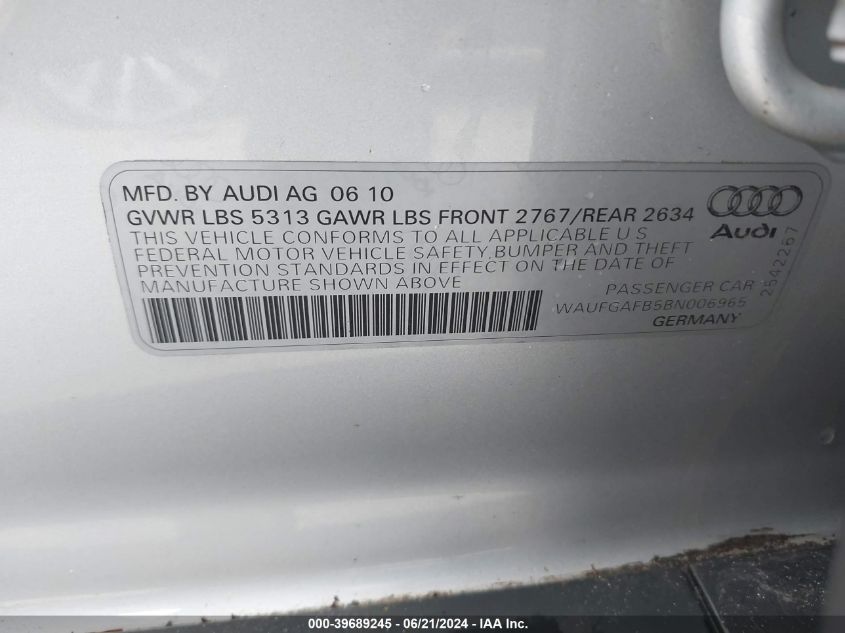 MFD. BY AUDI AG 06 10
GVWR LBS 5313 GAWR LBS FRONT 2767/REAR 2634
THIS VEHICLE CONFORMS TO ALL APPLICABLE U S
FEDERAL MOTOR VEHICLE SAFETY, BUMPER AND THEFT
PREVENTION STANDARDS IN EFFECT ON THE DATE OF
MANUFACTURE SHOWN ABOVE
Audi
2542267
PASSENGER CAR
WAUFGAFB5BN006965
GERMANY
000-39689245 - 06/21/2024 - IAA, Inc.